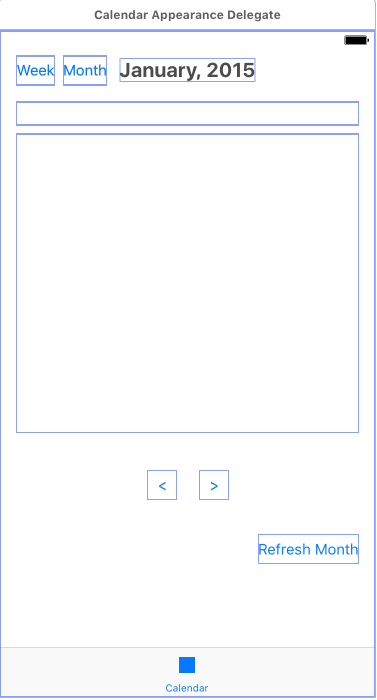 Calendar Appearance Delegate
Week Month January, 2015
< >
Refresh Month
Calendar